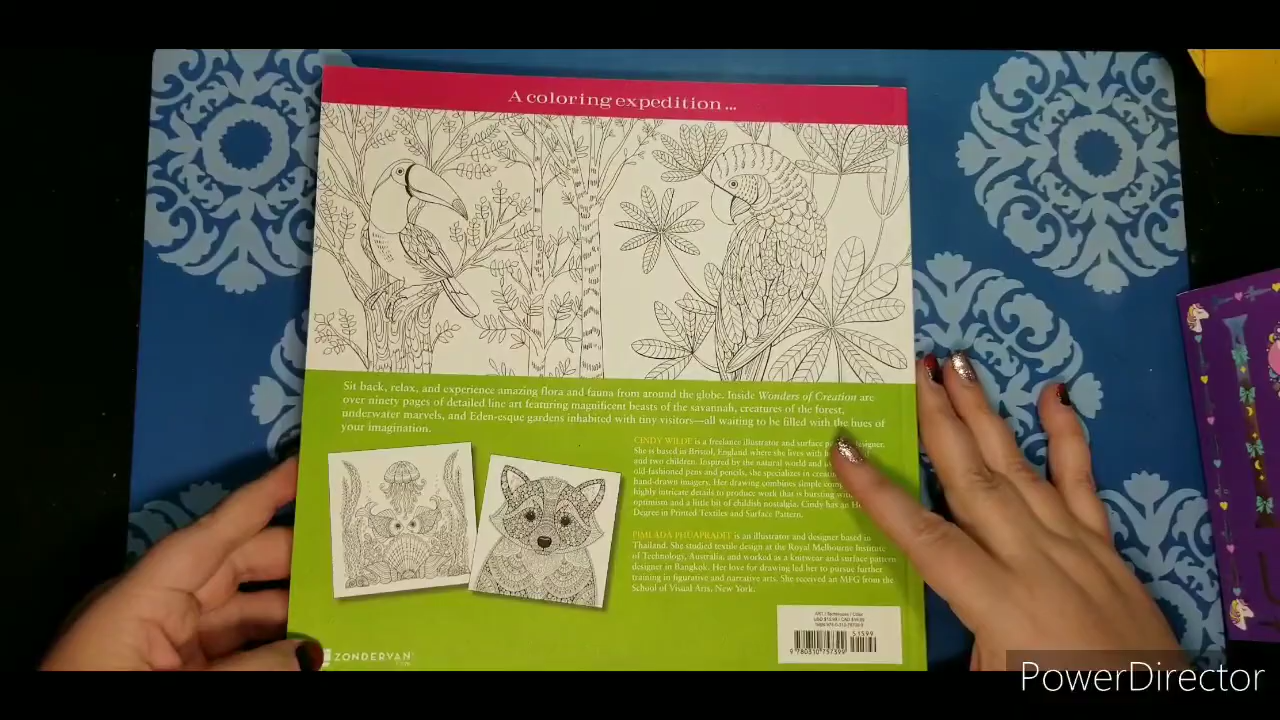 A coloring expedition ...
Sit back, relax, and experience amazing flora and fauna from around the globe. Inside Wonders of Creation are
over ninety pages of detailed line art featuring magnificent beasts of the savannah, creatures of the forest,
underwater marvels, and Eden-esque gardens inhabited with tiny visitors—all waiting to be filled with the hues of
your imagination.
CINDY WILDE is a freelance illustrator and surface designer.
She is based in Bristol, England where she lives with
and two children. Inspired by the natural world and
old-fashioned pens and pencils, she specializes in
hand-drawn imagery. Her drawing combines simple
highly intricate details to produce work that is bursting
optimism and a little bit of childish nostalgia. Cindy has an
Degree in Printed Textiles and Surface Pattern.
PIMLADA PHUAPRADIT is an illustrator and designer based in
Thailand. She studied textile design at the Royal Melbourne Institute
of Technology, Australia, and worked as a knitwear and surface pattern
designer in Bangkok. Her love for drawing led her to pursue further
training in figurative and narrative arts. She received an MFG from the
School of Visual Arts, New York.
51599
9 780310 757399
ZONDERVAN
.com
PowerDirector